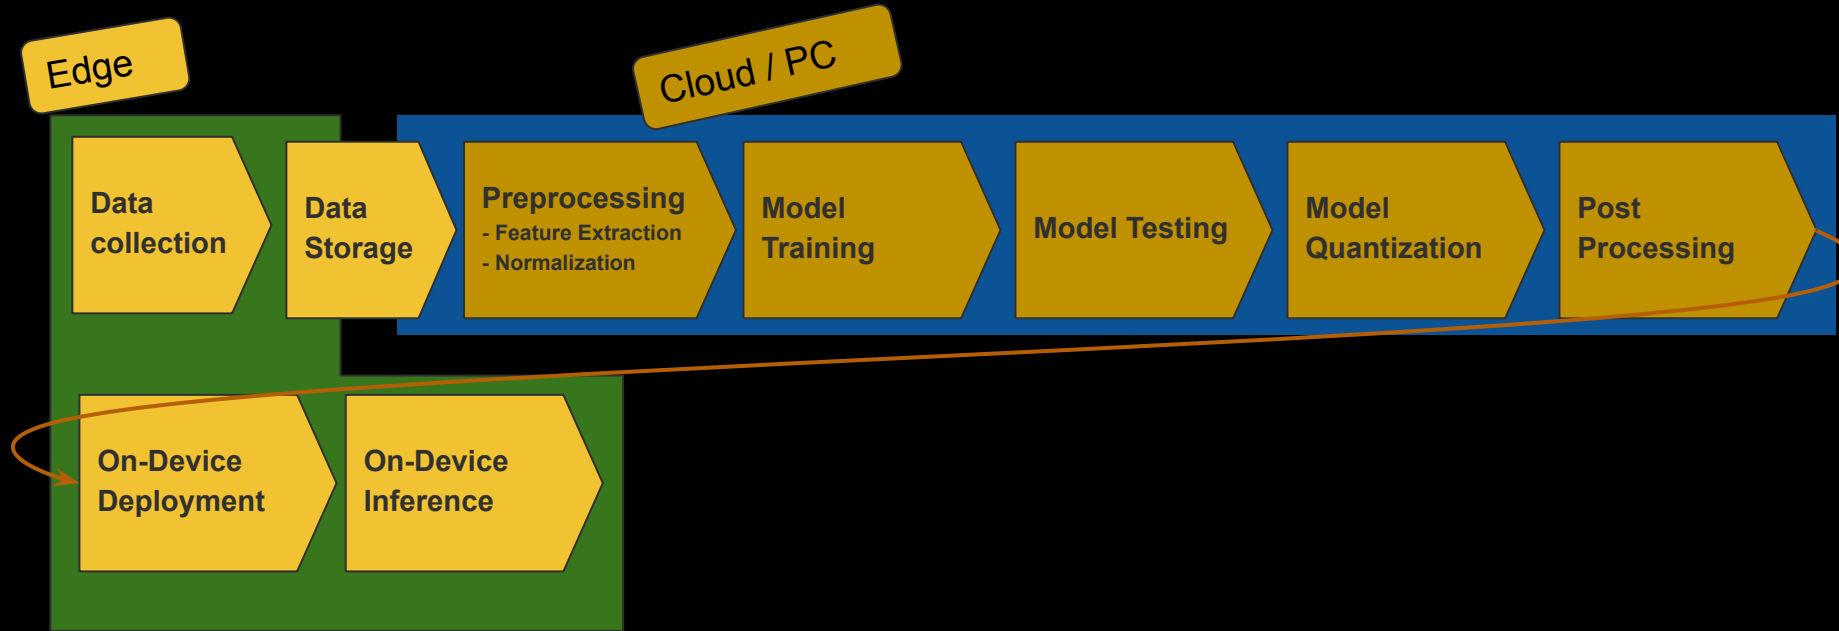 Edge
Cloud / PC
Data
collection
Data
Storage
Preprocessing
- Feature Extraction
- Normalization
Model
Training
Model Testing
Model
Quantization
Post
Processing
On-Device
Deployment
On-Device
Inference